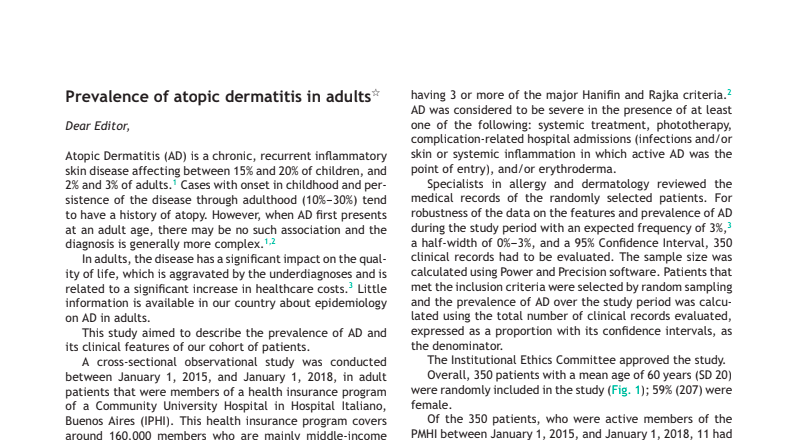 Prevalence of atopic dermatitis in adults☆
Dear Editor,
Atopic Dermatitis (AD) is a chronic, recurrent inflammatory
skin disease affecting between 15% and 20% of children, and
2% and 3% of adults.1 Cases with onset in childhood and per-
sistence of the disease through adulthood (10%–30%) tend
to have a history of atopy. However, when AD first presents
at an adult age, there may be no such association and the
diagnosis is generally more complex.1,2
In adults, the disease has a significant impact on the qual-
ity of life, which is aggravated by the underdiagnoses and is
related to a significant increase in healthcare costs.3 Little
information is available in our country about epidemiology
on AD in adults.
This study aimed to describe the prevalence of AD and
its clinical features of our cohort of patients.
A cross-sectional observational study was conducted
between January 1, 2015, and January 1, 2018, in adult
patients that were members of a health insurance program
of a Community University Hospital in Hospital Italiano,
Buenos Aires (IPHI). This health insurance program covers
around 160,000 members who are mainly middle-income
having 3 or more of the major Hanifin and Rajka criteria.2
AD was considered to be severe in the presence of at least
one of the following: systemic treatment, phototherapy,
complication-related hospital admissions (infections and/or
skin or systemic inflammation in which active AD was the
point of entry), and/or erythroderma.
Specialists in allergy and dermatology reviewed the
medical records of the randomly selected patients. For
robustness of the data on the features and prevalence of AD
during the study period with an expected frequency of 3%,3
a half-width of 0%–3%, and a 95% Confidence Interval, 350
clinical records had to be evaluated. The sample size was
calculated using Power and Precision software. Patients that
met the inclusion criteria were selected by random sampling
and the prevalence of AD over the study period was calcu-
lated using the total number of clinical records evaluated,
expressed as a proportion with its confidence intervals, as
the denominator.
The Institutional Ethics Committee approved the study.
Overall, 350 patients with a mean age of 60 years (SD 20)
were randomly included in the study (Fig. 1); 59% (207) were
female.
Of the 350 patients, who were active members of the
PMHI between January 1, 2015, and January 1, 2018, 11 had